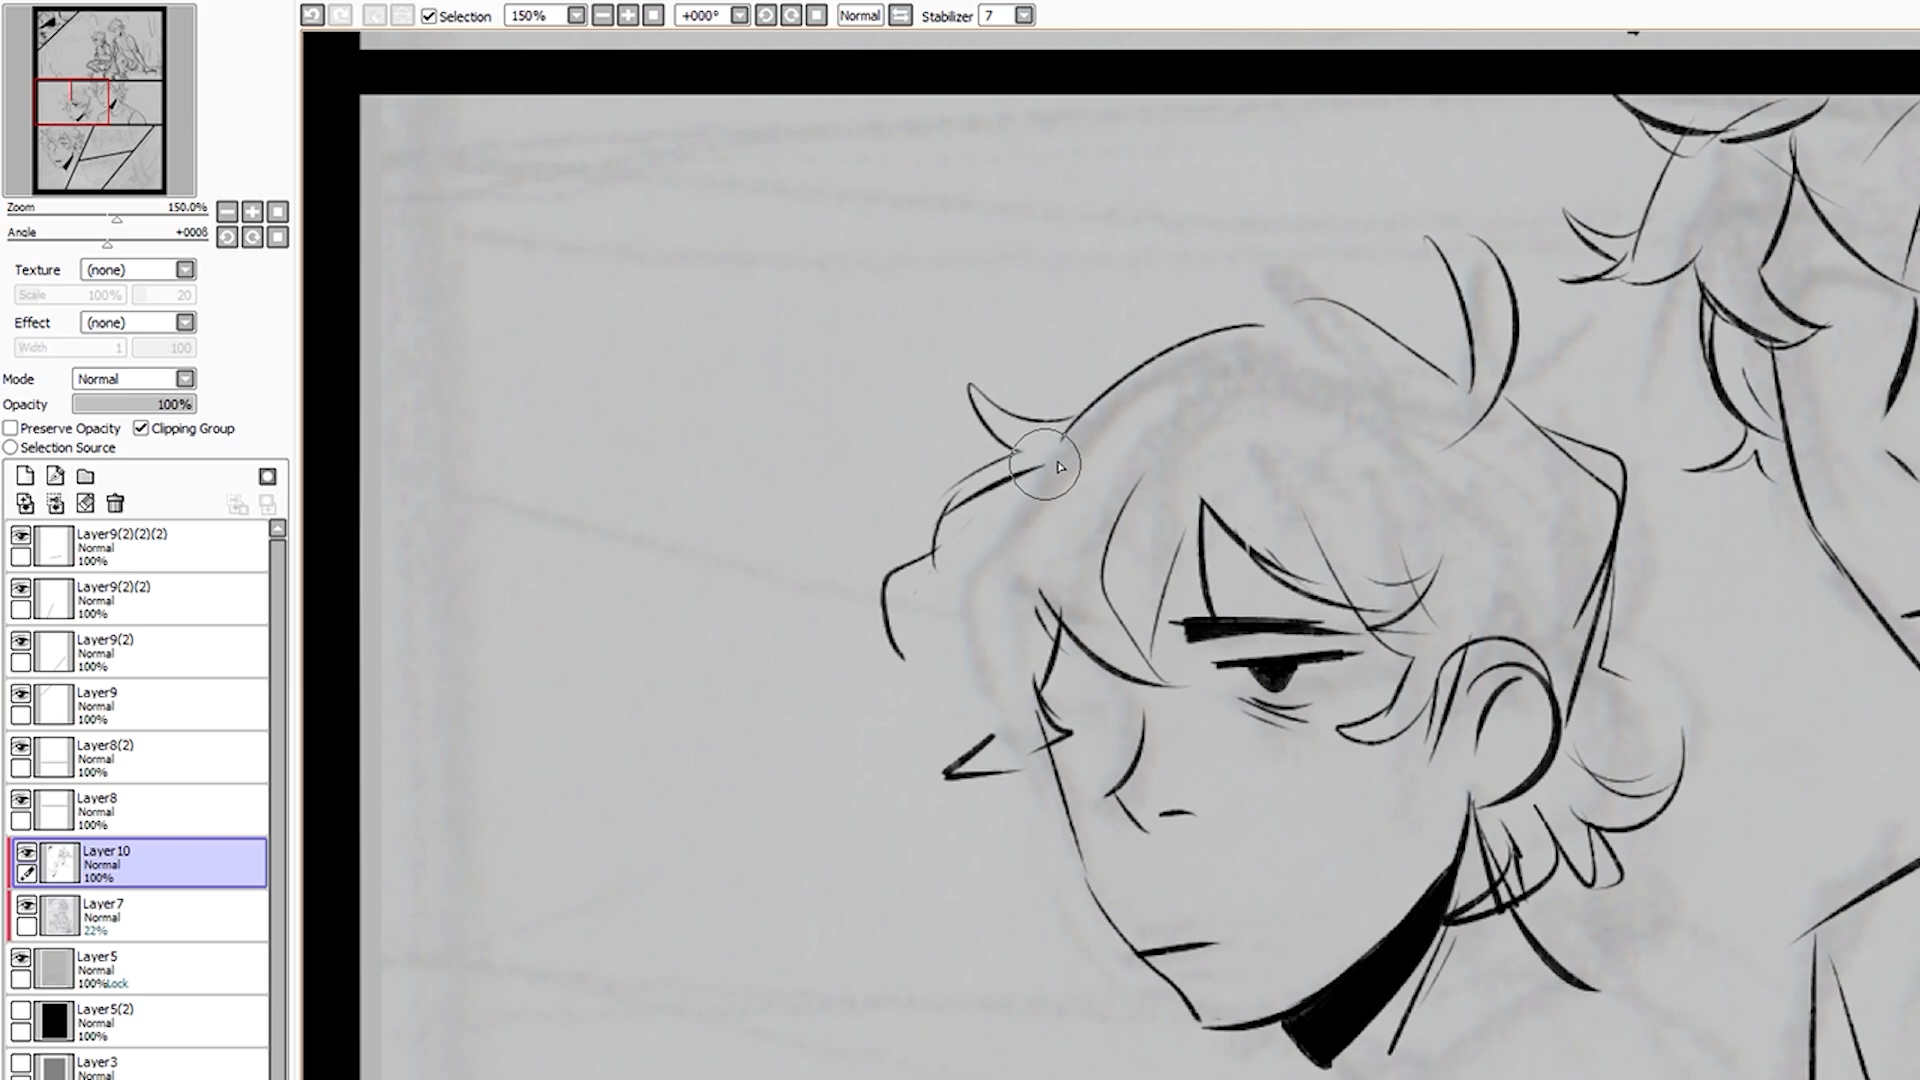 Selection 150% +000° Normal Stabilizer 7
Zoom 150.0%
Angle +000
Texture (none)
Scale 100% 20
Effect (none)
Width 1 100
Mode Normal
Opacity 100%
Preserve Opacity Clipping Group
Selection Source
Layer9(2)(2)(2)
Normal
100%
Layer9(2)(2)
Normal
100%
Layer9(2)
Normal
100%
Layer9
Normal
100%
Layer8(2)
Normal
100%
Layer8
Normal
100%
Layer10
Normal
100%
Layer7
Normal
22%
Layer5
Normal
100%Lock
Layer5(2)
Normal
100%
Layer3
Normal